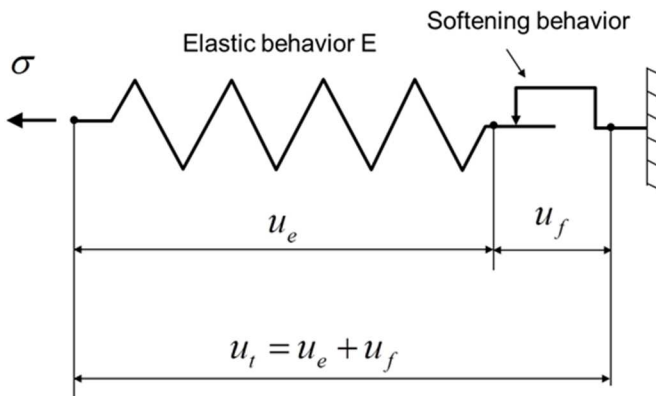 Softening behavior
Elastic behavior E
σ
u_e
u_f
u_t = u_e + u_f